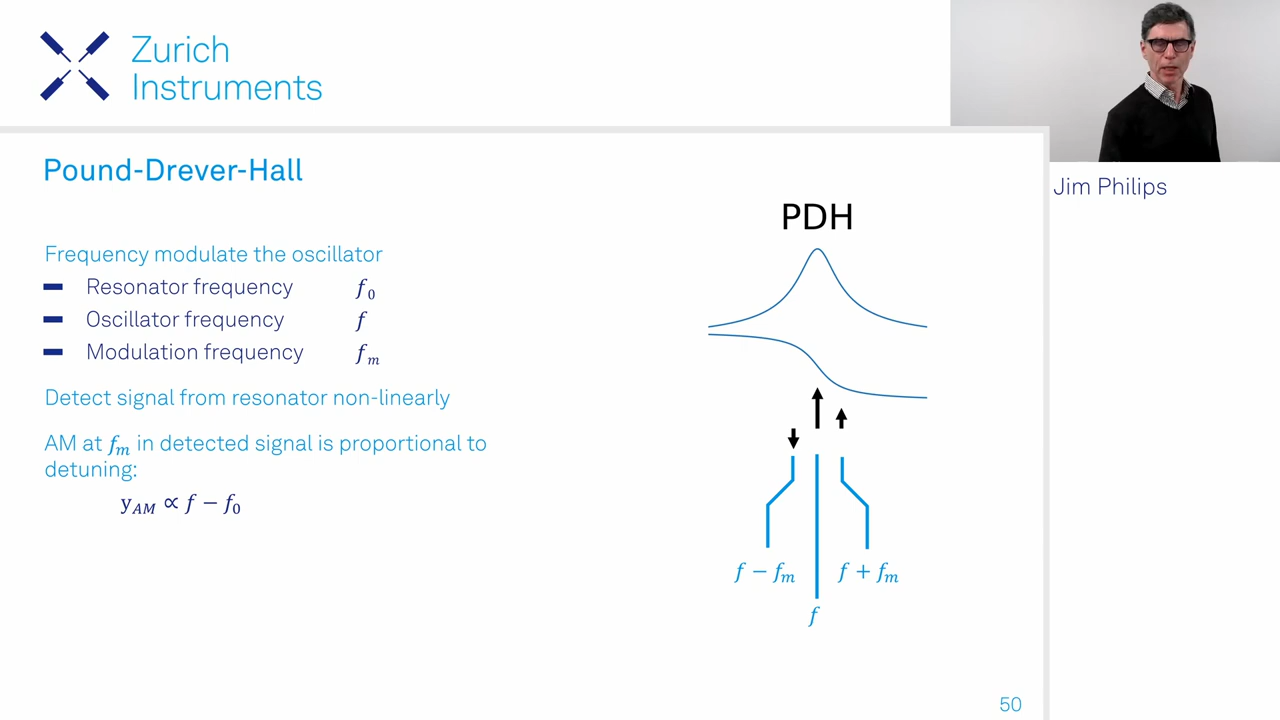 Zurich
Instruments
Jim Philips
Pound-Drever-Hall
Frequency modulate the oscillator
Resonator frequency f₀
Oscillator frequency f
Modulation frequency fₘ
Detect signal from resonator non-linearly
AM at fₘ in detected signal is proportional to
detuning:
y_AM ∝ f − f₀
PDH
f − fₘ
f + fₘ
f
50